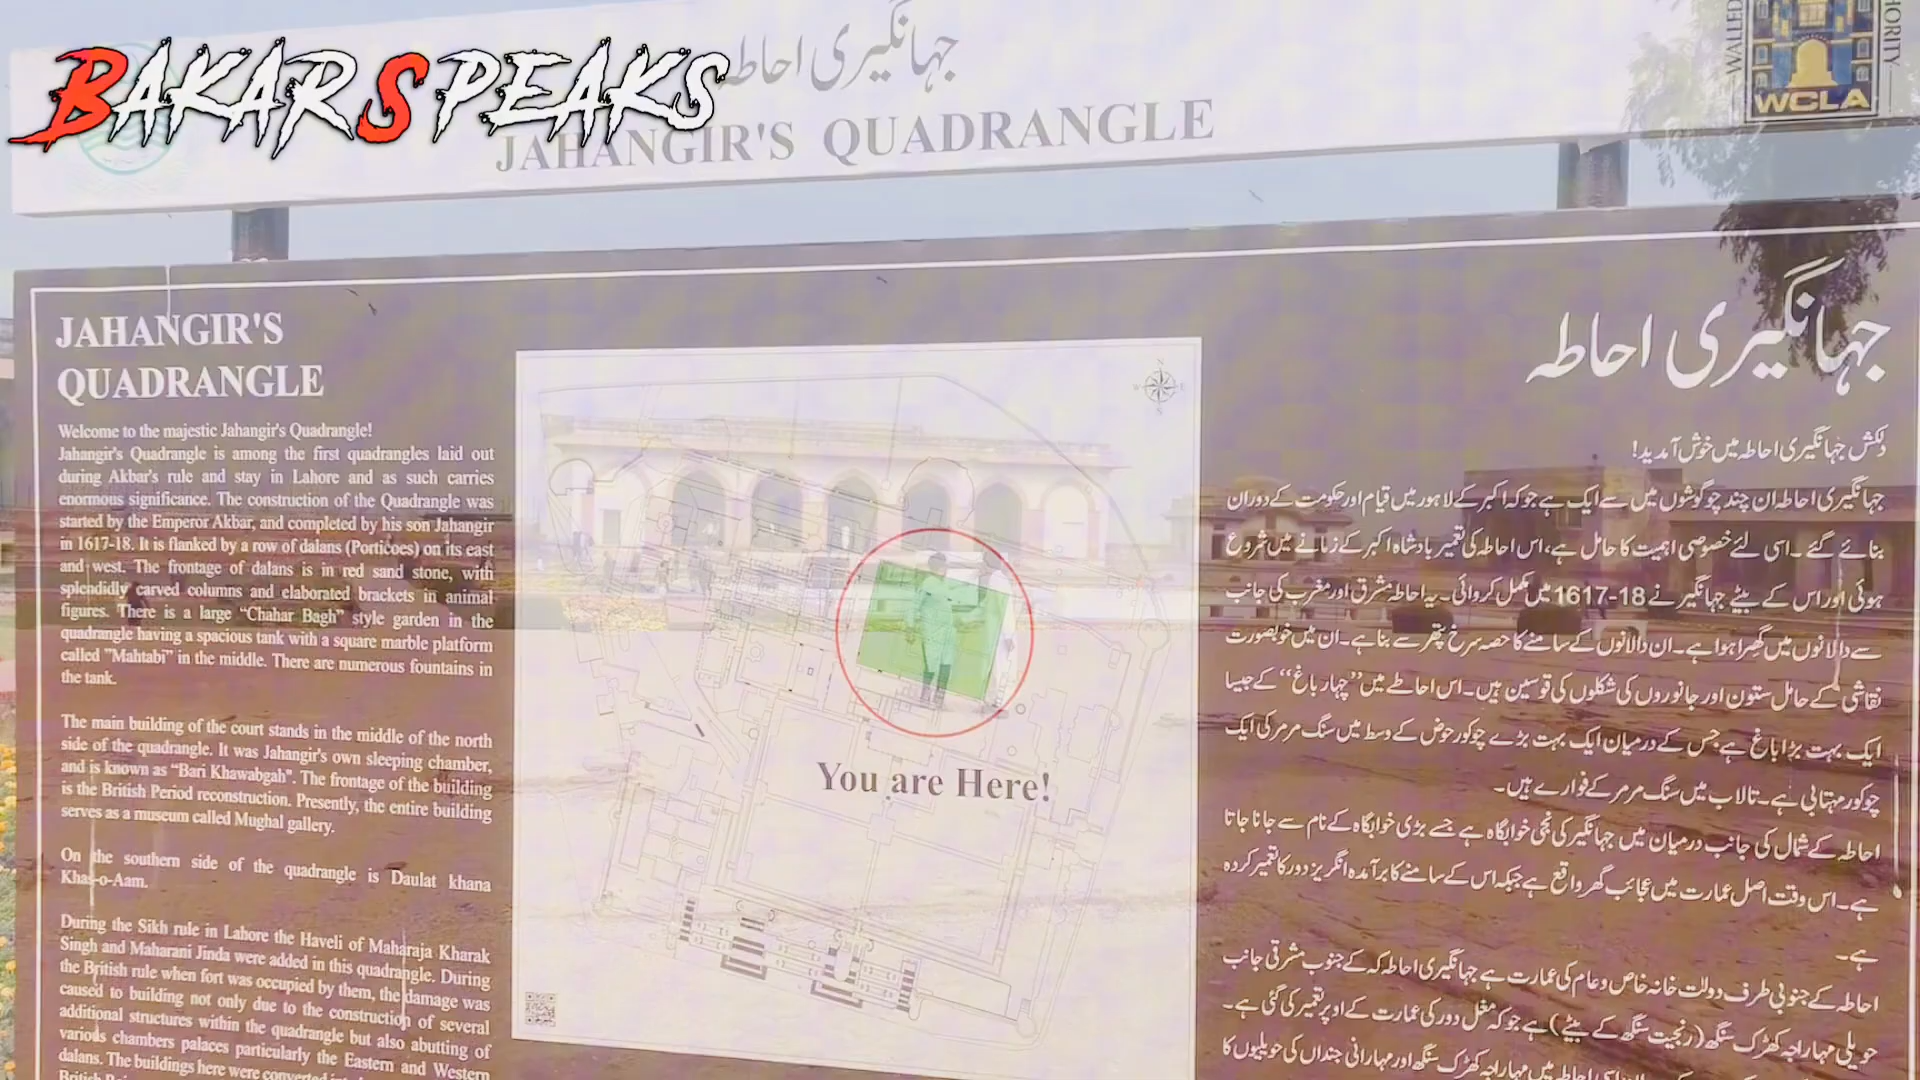 BAKARSPEAKS
جہانگیری احاطہ
JAHANGIR'S QUADRANGLE
WCLA
JAHANGIR'S
QUADRANGLE
Welcome to the majestic Jahangir's Quadrangle!
Jahangir's Quadrangle is among the first quadrangles laid out
during Akbar's rule and stay in Lahore and as such carries
enormous significance. The construction of the Quadrangle was
started by the Emperor Akbar, and completed by his son Jahangir
in 1617-18. It is flanked by a row of dalans (Porticoes) on its east
and west. The frontage of dalans is in red sand stone, with
splendidly carved columns and elaborated brackets in animal
figures. There is a large “Chahar Bagh” style garden in the
quadrangle having a spacious tank with a square marble platform
called "Mahtabi" in the middle. There are numerous fountains in
the tank.
The main building of the court stands in the middle of the north
side of the quadrangle. It was Jahangir's own sleeping chamber,
and is known as “Bari Khawabgah". The frontage of the building
is the British Period reconstruction. Presently, the entire building
serves as a museum called Mughal gallery.
On the southern side of the quadrangle is Daulat khana
Khas-o-Aam.
During the Sikh rule in Lahore the Haveli of Maharaja Kharak
Singh and Maharani Jinda were added in this quadrangle. During
the British rule when fort was occupied by them, the damage was
caused to building not only due to the construction of several
additional structures within the quadrangle but also abutting of
various chambers palaces particularly the Eastern and Western
dalans. The buildings here were converted
You are Here!
جہانگیری احاطہ
دلکش جہانگیری احاطہ میں خوش آمدید!
جہانگیری احاطہ ان چند چوگوشوں میں سے ایک ہے جو کہ اکبر کے لاہور میں قیام اور حکومت کے دوران
بنائے گئے۔ اسی لئے خصوصی اہمیت کا حامل ہے، اس احاطہ کی تعمیر بادشاہ اکبر کے زمانے میں شروع
ہوئی اور اس کے بیٹے جہانگیر نے 18-1617 میں مکمل کروائی۔ یہ احاطہ مشرق اور مغرب کی جانب
سے دالانوں میں گھرا ہوا ہے۔ ان دالانوں کے سامنے کا حصہ سرخ پتھر سے بنا ہے۔ ان میں خوبصورت
نقاشی کے حامل ستون اور جانوروں کی شکلوں کی قوسین ہیں۔ اس احاطے میں ”چہار باغ“ کے جیسا
ایک بہت بڑا باغ ہے جس کے درمیان ایک بہت بڑے چوکور حوض کے وسط میں سنگ مرمر کی ایک
چوکور مہتابی ہے۔ تالاب میں سنگ مرمر کے فوارے ہیں۔
احاطہ کے شمال کی جانب درمیان میں جہانگیر کی نجی خوابگاہ ہے جسے بڑی خوابگاہ کے نام سے جانا جاتا
ہے۔ اس وقت اصل عمارت میں عجائب گھر واقع ہے جبکہ اس کے سامنے کا برآمدہ انگریز دور کا تعمیر کردہ
ہے۔
احاطہ کے جنوبی طرف دولت خانہ خاص و عام کی عمارت ہے جہانگیری احاطہ کہ کے جنوب مشرقی جانب
حویلی مہاراجہ کھڑک سنگھ (رنجیت سنگھ کے بیٹے) ہے جو کہ مغل دور کی عمارت کے اوپر تعمیر کی گئی ہے۔
احاطہ میں مہاراجہ کھڑک سنگھ اور مہارانی جنداں کی حویلیوں کا